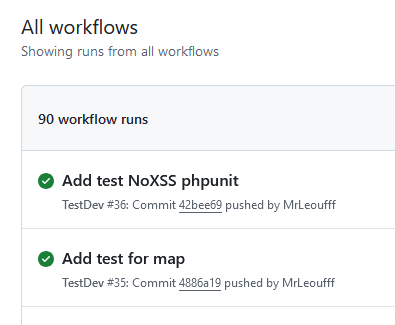 All workflows
Showing runs from all workflows
90 workflow runs
Add test NoXSS phpunit
TestDev #36: Commit 42bee69 pushed by MrLeoufff
Add test for map
TestDev #35: Commit 4886a19 pushed by MrLeoufff